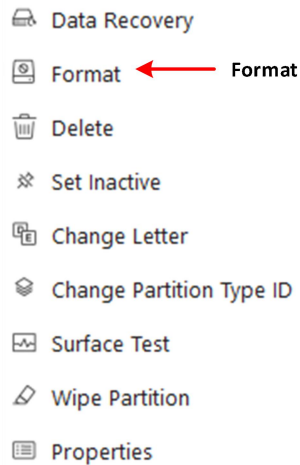 Data Recovery
Format Format
Delete
Set Inactive
Change Letter
Change Partition Type ID
Surface Test
Wipe Partition
Properties